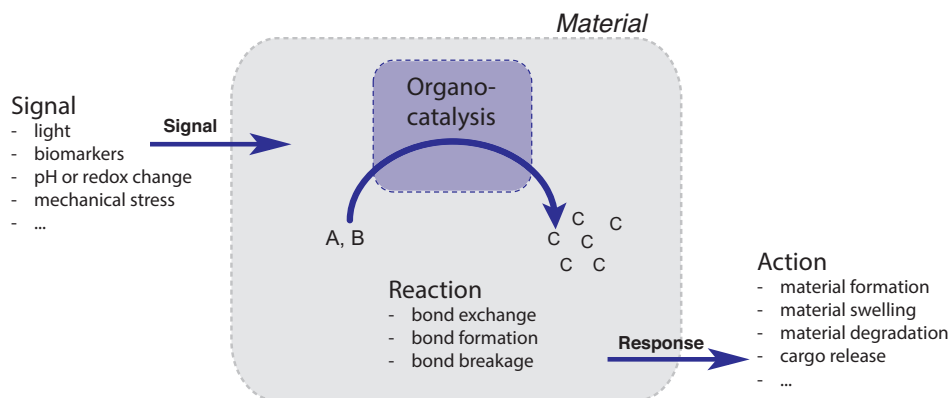 Material
Organo-
catalysis
Signal
- light
- biomarkers
- pH or redox change
- mechanical stress
- ...
Signal
A, B
C
C
C
C
C
C
Reaction
- bond exchange
- bond formation
- bond breakage
Response
Action
- material formation
- material swelling
- material degradation
- cargo release
- ...